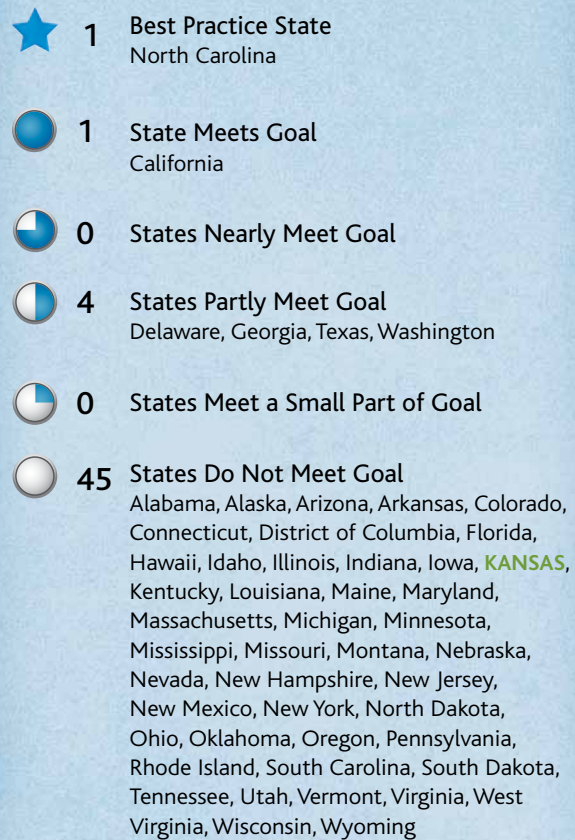 1 Best Practice State
North Carolina
1 State Meets Goal
California
0 States Nearly Meet Goal
4 States Partly Meet Goal
Delaware, Georgia, Texas, Washington
0 States Meet a Small Part of Goal
45 States Do Not Meet Goal
Alabama, Alaska, Arizona, Arkansas, Colorado,
Connecticut, District of Columbia, Florida,
Hawaii, Idaho, Illinois, Indiana, Iowa, KANSAS,
Kentucky, Louisiana, Maine, Maryland,
Massachusetts, Michigan, Minnesota,
Mississippi, Missouri, Montana, Nebraska,
Nevada, New Hampshire, New Jersey,
New Mexico, New York, North Dakota,
Ohio, Oklahoma, Oregon, Pennsylvania,
Rhode Island, South Carolina, South Dakota,
Tennessee, Utah, Vermont, Virginia, West
Virginia, Wisconsin, Wyoming